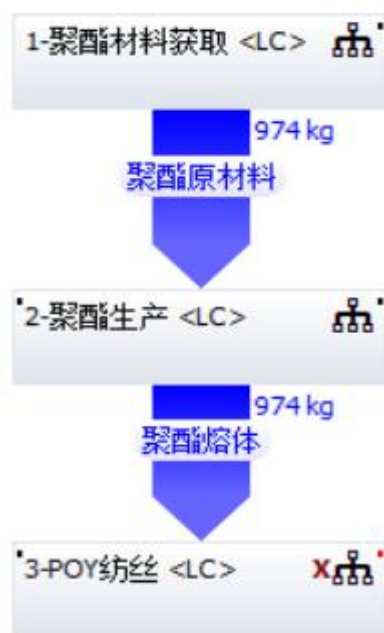 1-聚酯材料获取 <LC>
974 kg
聚酯原材料
2-聚酯生产 <LC>
974 kg
聚酯熔体
3-POY纺丝 <LC> X